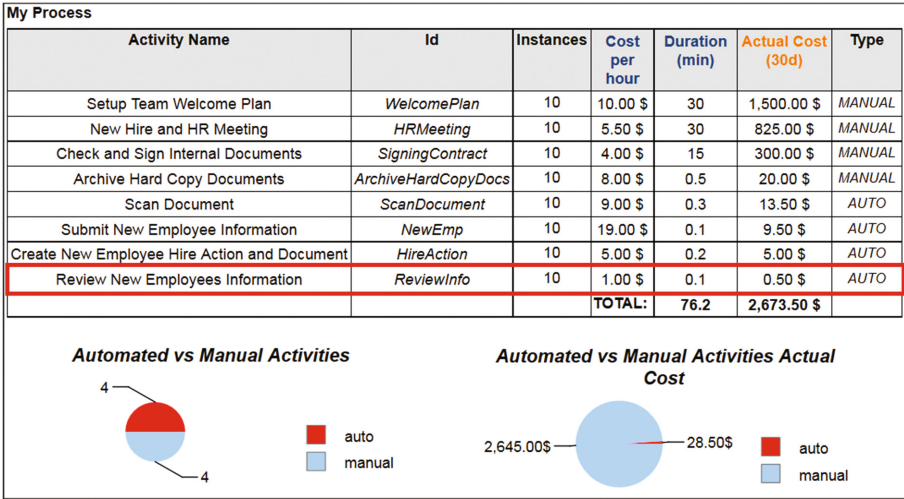 My Process
Activity Name Id Instances Cost per hour Duration (min) Actual Cost (30d) Type
Setup Team Welcome Plan WelcomePlan 10 10.00 $ 30 1,500.00 $ MANUAL
New Hire and HR Meeting HRMeeting 10 5.50 $ 30 825.00 $ MANUAL
Check and Sign Internal Documents SigningContract 10 4.00 $ 15 300.00 $ MANUAL
Archive Hard Copy Documents ArchiveHardCopyDocs 10 8.00 $ 0.5 20.00 $ MANUAL
Scan Document ScanDocument 10 9.00 $ 0.3 13.50 $ AUTO
Submit New Employee Information NewEmp 10 19.00 $ 0.1 9.50 $ AUTO
Create New Employee Hire Action and Document HireAction 10 5.00 $ 0.2 5.00 $ AUTO
Review New Employees Information ReviewInfo 10 1.00 $ 0.1 0.50 $ AUTO
TOTAL: 76.2 2,673.50 $
Automated vs Manual Activities
4
4
auto
manual
Automated vs Manual Activities Actual
Cost
2,645.00$
28.50$
auto
manual